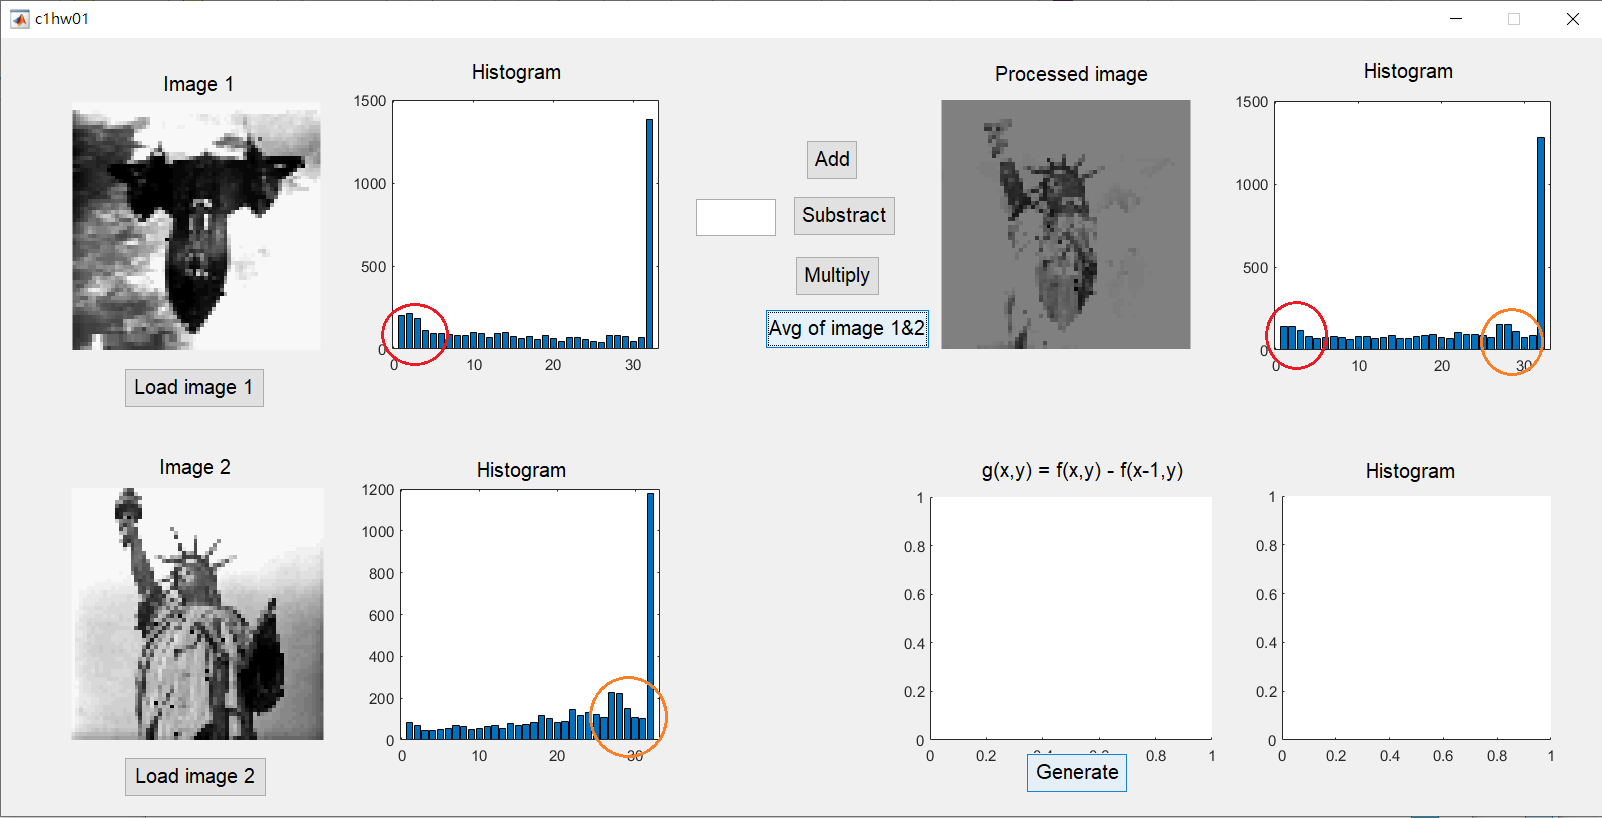 c1hw01
Image 1
Histogram
Processed image
Histogram
1500
1000
500
0
0 10 20 30
Add
Substract
Multiply
Avg of image 1&2
1500
1000
500
0
0 10 20 30
Load image 1
Image 2
Histogram
g(x,y) = f(x,y) - f(x-1,y)
Histogram
1200
1000
800
600
400
200
0
0 10 20 30
1
0.8
0.6
0.4
0.2
0
0 0.2 0.4 0.6 0.8 1
1
0.8
0.6
0.4
0.2
0
0 0.2 0.4 0.6 0.8 1
Load image 2
Generate